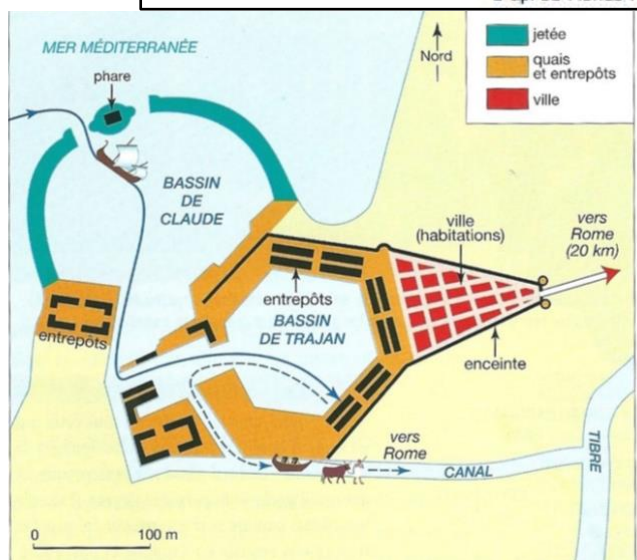 MER MÉDITERRANÉE
phare
Nord
jetée
quais
et entrepôts
ville
BASSIN
DE
CLAUDE
ville
(habitations)
vers
Rome
(20 km)
entrepôts
BASSIN
DE TRAJAN
entrepôts
enceinte
vers
Rome
CANAL
TIBRE
0 100 m